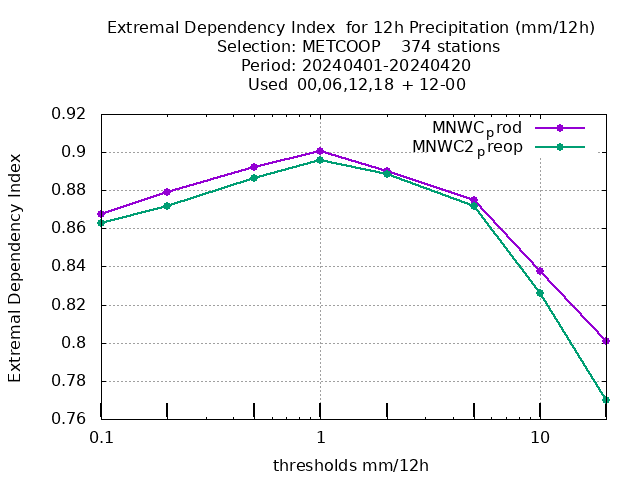 Extremal Dependency Index  for 12h Precipitation (mm/12h)
Selection: METCOOP    374 stations
Period: 20240401-20240420
Used  00,06,12,18  + 12-00
MNWCprod
MNWC2preop
0.92
0.9
0.88
0.86
0.84
0.82
0.8
0.78
0.76
0.1 1 10
Extremal Dependency Index
thresholds mm/12h